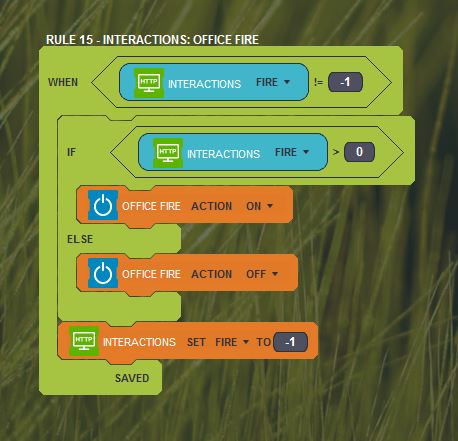 RULE 15 - INTERACTIONS: OFFICE FIRE
WHEN HTTP INTERACTIONS FIRE != -1
IF HTTP INTERACTIONS FIRE > 0
OFFICE FIRE ACTION ON
ELSE
OFFICE FIRE ACTION OFF
HTTP INTERACTIONS SET FIRE TO -1
SAVED